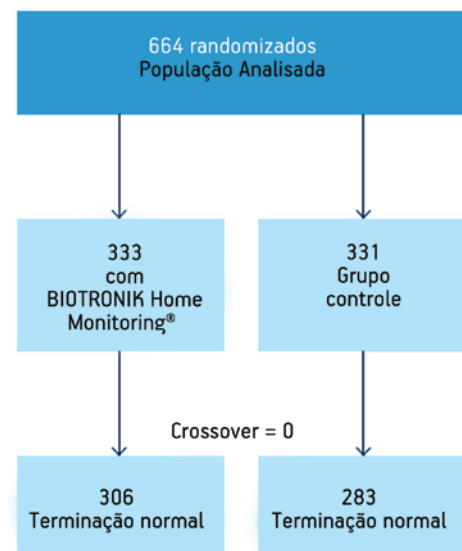 664 randomizados
População Analisada
333
com
BIOTRONIK Home
Monitoring®
331
Grupo
controle
Crossover = 0
306
Terminação normal
283
Terminação normal